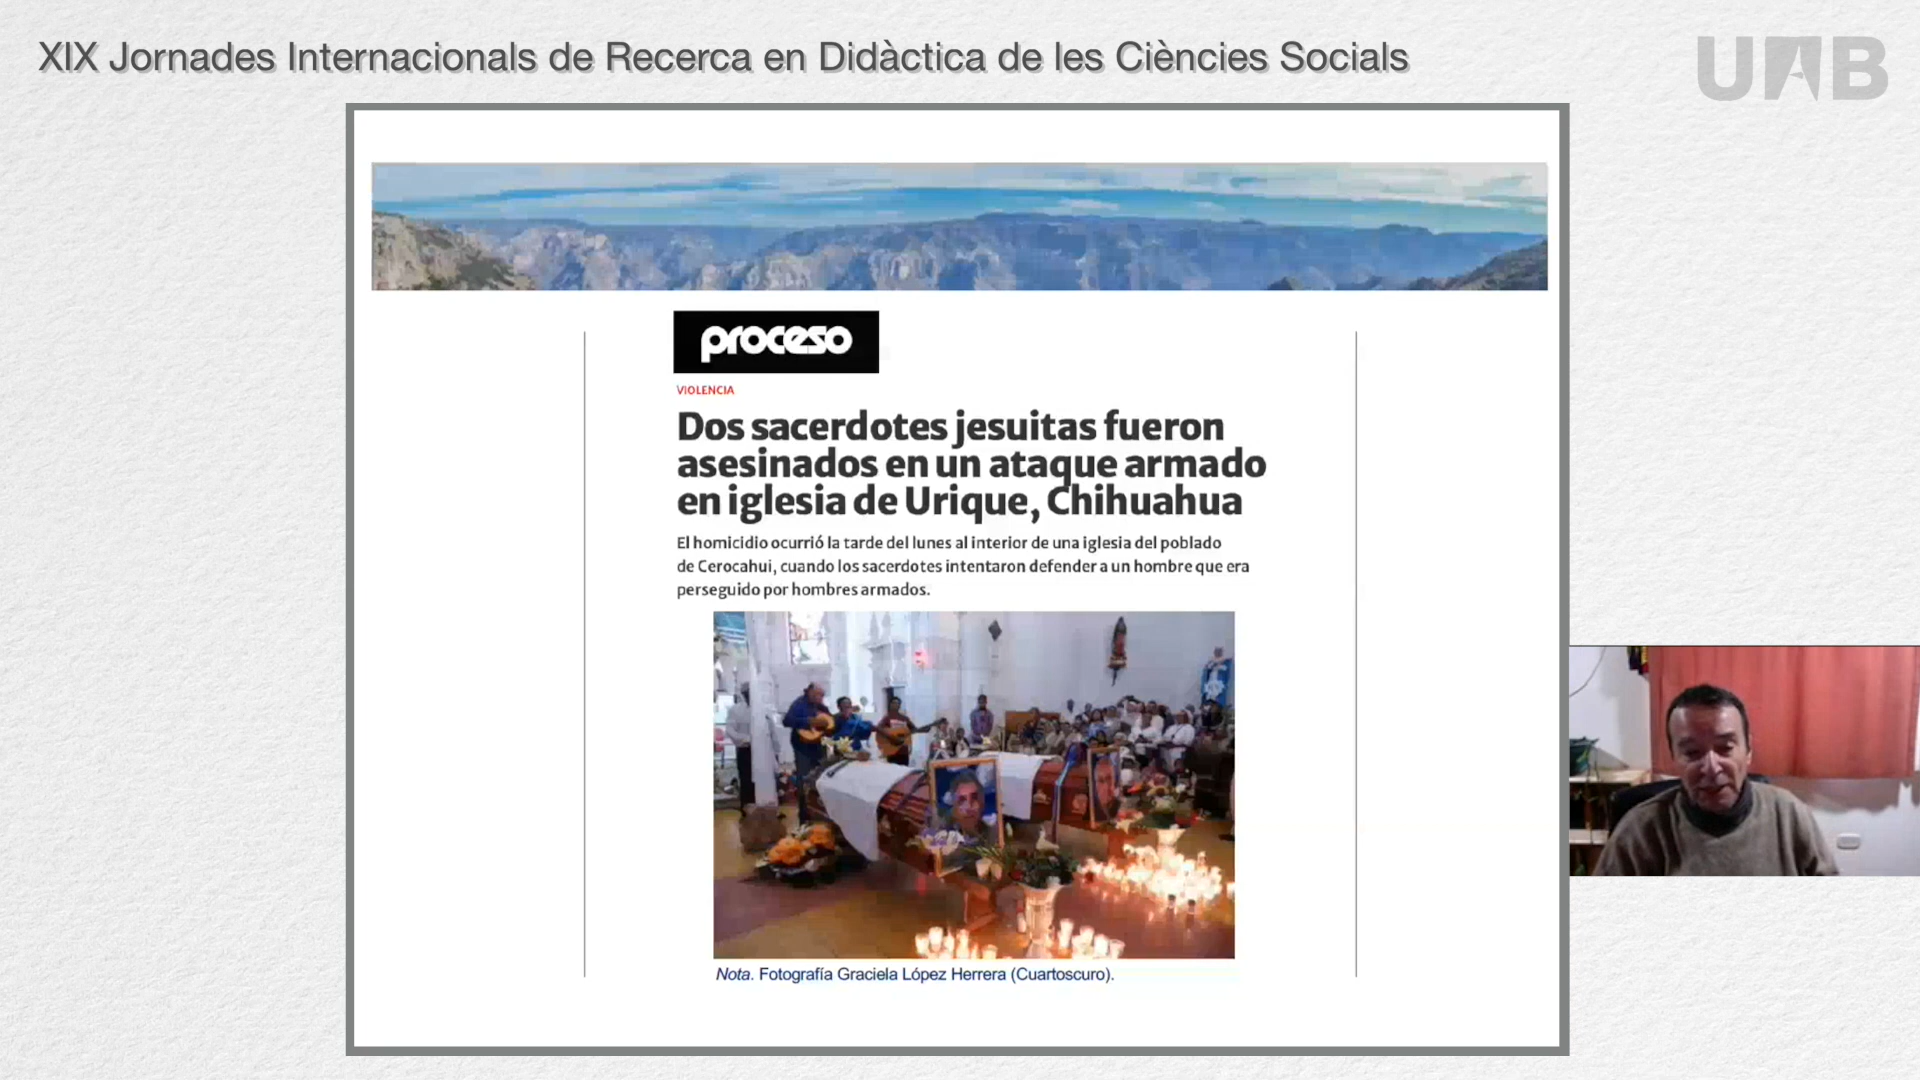 XIX Jornades Internacionals de Recerca en Didàctica de les Ciències Socials
UAB
proceso
VIOLENCIA
Dos sacerdotes jesuitas fueron
asesinados en un ataque armado
en iglesia de Urique, Chihuahua
El homicidio ocurrió la tarde del lunes al interior de una iglesia del poblado
de Cerocahui, cuando los sacerdotes intentaron defender a un hombre que era
perseguido por hombres armados.
Nota. Fotografía Graciela López Herrera (Cuartoscuro).